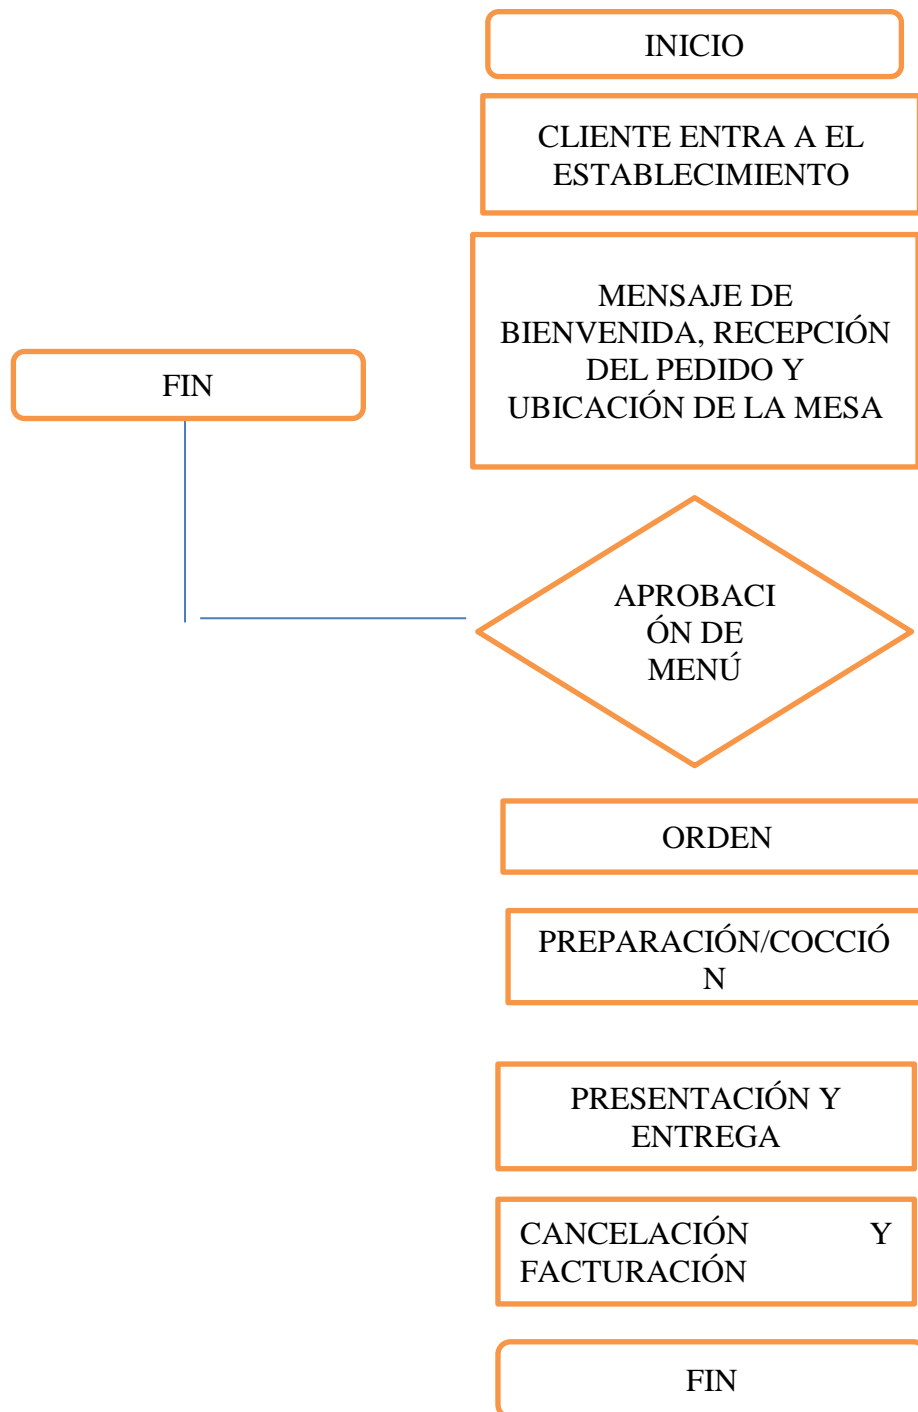 INICIO
CLIENTE ENTRA A EL
ESTABLECIMIENTO
MENSAJE DE
BIENVENIDA, RECEPCIÓN
DEL PEDIDO Y
UBICACIÓN DE LA MESA
FIN
APROBACI
ÓN DE
MENÚ
ORDEN
PREPARACIÓN/COCCIÓ
N
PRESENTACIÓN Y
ENTREGA
CANCELACIÓN Y
FACTURACIÓN
FIN